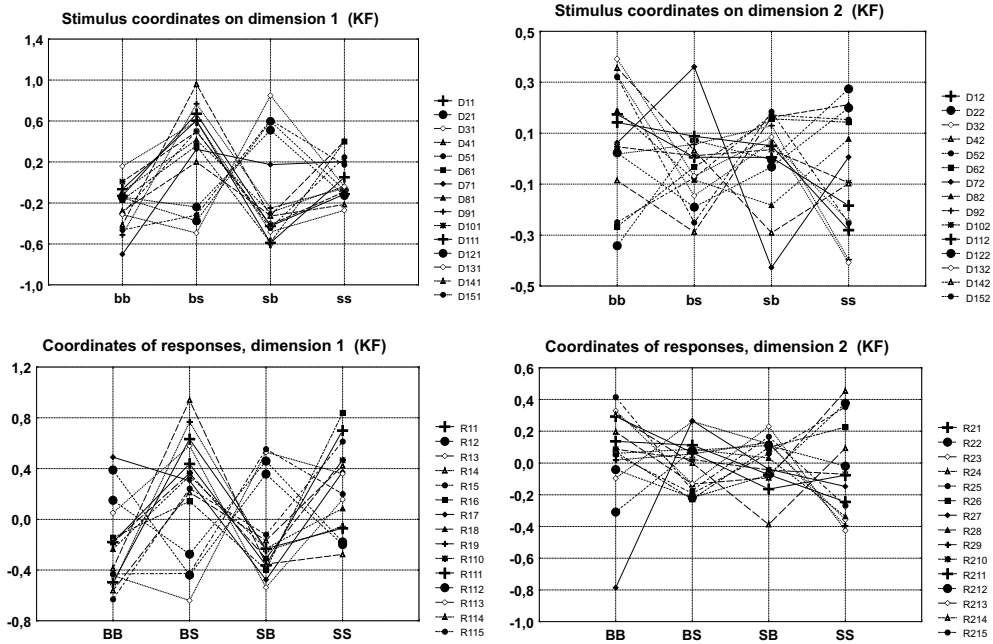 Stimulus coordinates on dimension 1 (KF)
1,4
1,0
0,6
0,2
-0,2
-0,6
-1,0
bb bs sb ss
D11
D21
D31
D41
D51
D61
D71
D81
D91
D101
D111
D121
D131
D141
D151
Stimulus coordinates on dimension 2 (KF)
0,5
0,3
0,1
-0,1
-0,3
-0,5
bb bs sb ss
D12
D22
D32
D42
D52
D62
D72
D82
D92
D102
D112
D122
D132
D142
D152
Coordinates of responses, dimension 1 (KF)
1,2
0,8
0,4
0,0
-0,4
-0,8
BB BS SB SS
R11
R12
R13
R14
R15
R16
R17
R18
R19
R110
R111
R112
R113
R114
R115
Coordinates of responses, dimension 2 (KF)
0,6
0,4
0,2
0,0
-0,2
-0,4
-0,6
-0,8
-1,0
BB BS SB SS
R21
R22
R23
R24
R25
R26
R27
R28
R29
R210
R211
R212
R213
R214
R215